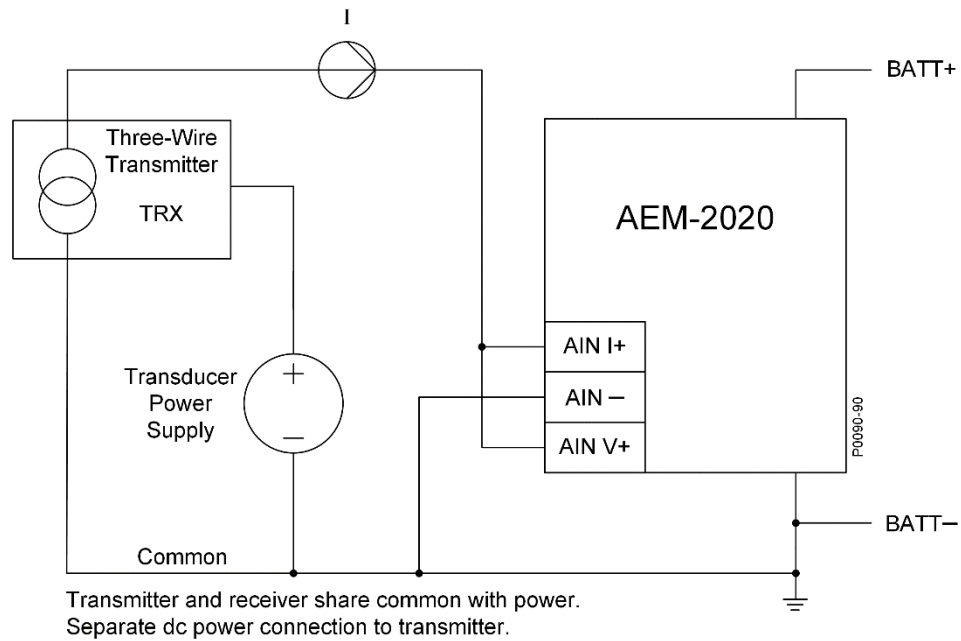 I
BATT+
Three-Wire
Transmitter
TRX
AEM-2020
AIN I+
AIN –
AIN V+
Transducer
Power
Supply
+
–
P0090-90
BATT–
Common
Transmitter and receiver share common with power.
Separate dc power connection to transmitter.